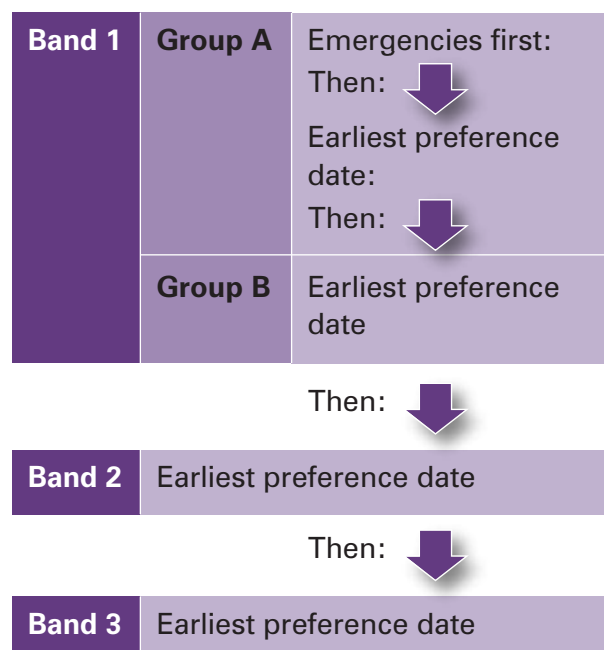 Band 1 Group A Emergencies first:
Then:
Earliest preference
date:
Then:
Group B Earliest preference
date
Then:
Band 2 Earliest preference date
Then:
Band 3 Earliest preference date